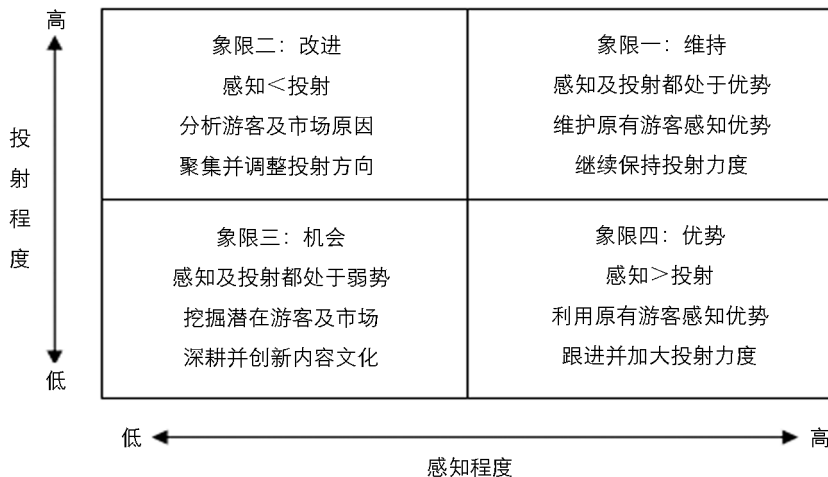 高
投射程度
低
象限二：改进
感知＜投射
分析游客及市场原因
聚集并调整投射方向
象限一：维持
感知及投射都处于优势
维护原有游客感知优势
继续保持投射力度
象限三：机会
感知及投射都处于弱势
挖掘潜在游客及市场
深耕并创新内容文化
象限四：优势
感知＞投射
利用原有游客感知优势
跟进并加大投射力度
低
高
感知程度